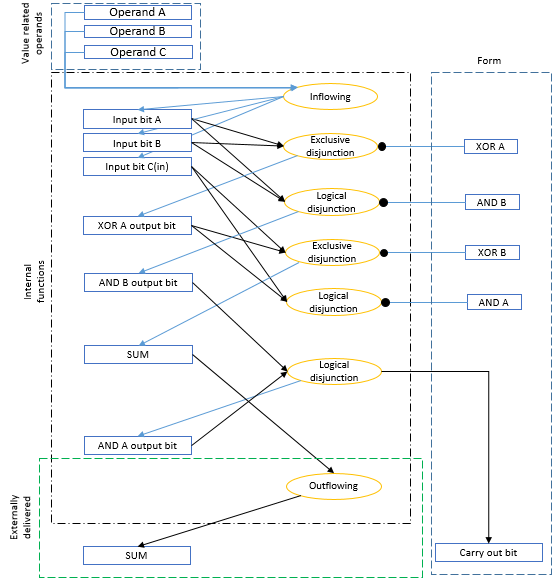 Value related
operands
Operand A
Operand B
Operand C
Form
Inflowing
Input bit A
Input bit B
Input bit C(in)
Exclusive
disjunction
XOR A
Logical
disjunction
AND B
XOR A output bit
Exclusive
disjunction
XOR B
Internal
functions
AND B output bit
Logical
disjunction
AND A
SUM
Logical
disjunction
AND A output bit
Outflowing
Externally
delivered
SUM
Carry out bit